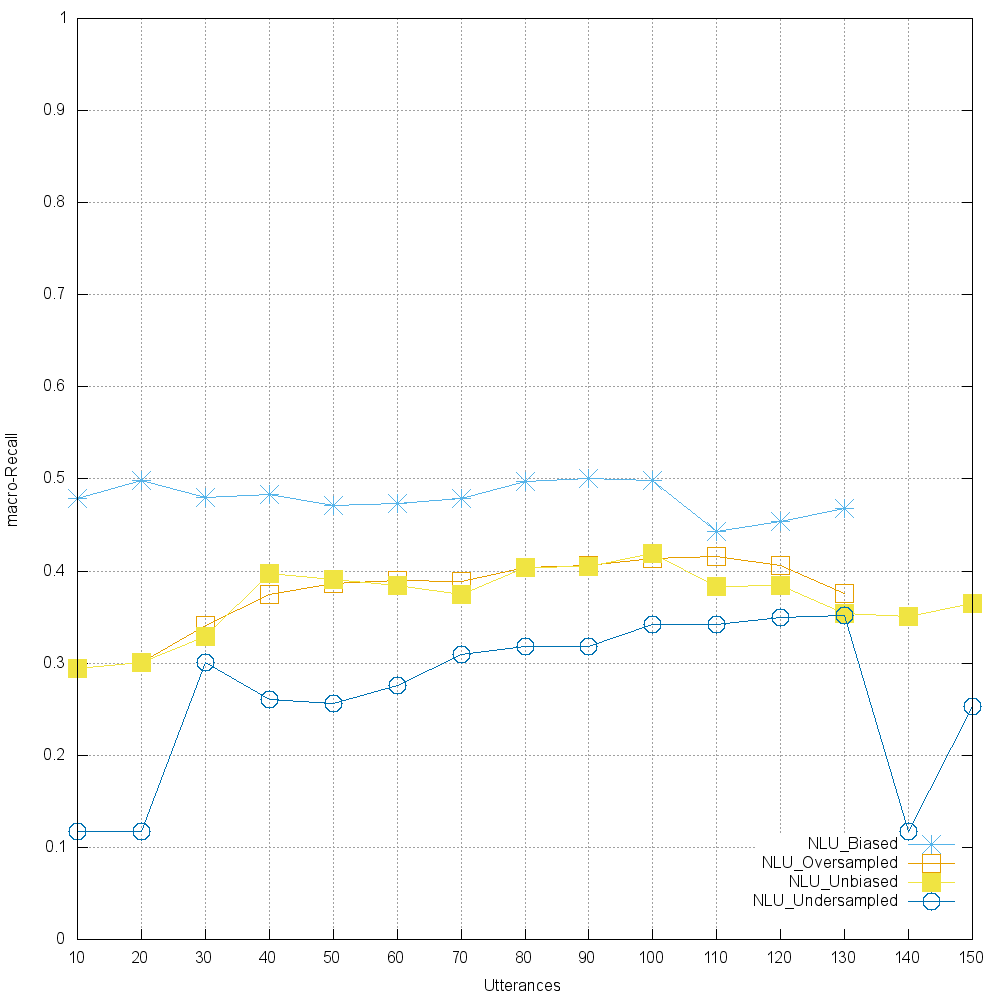 1
0.9
0.8
0.7
0.6
0.5
0.4
0.3
0.2
0.1
0
macro-Recall
NLU_Biased
NLU_Oversampled
NLU_Unbiased
NLU_Undersampled
10 20 30 40 50 60 70 80 90 100 110 120 130 140 150
Utterances